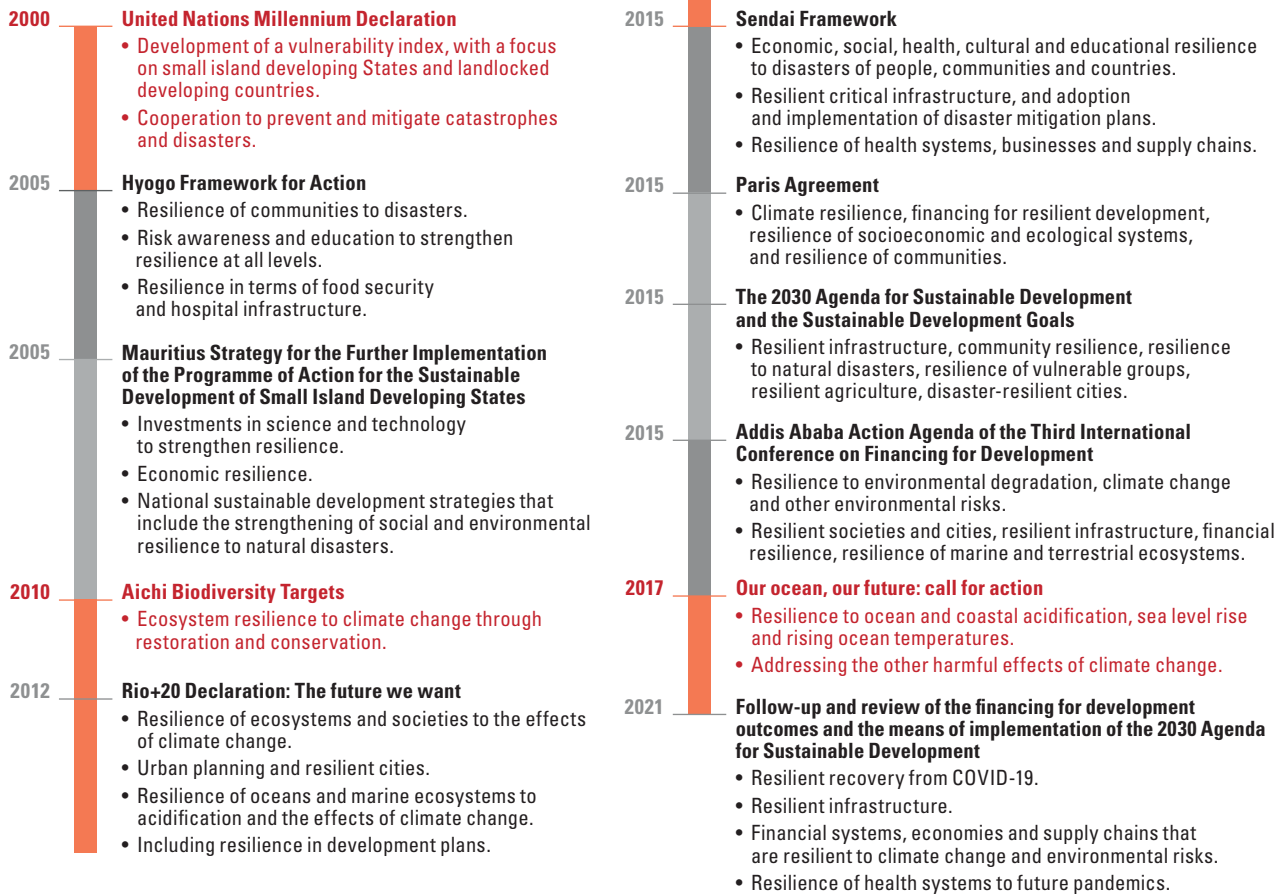 2000 United Nations Millennium Declaration
• Development of a vulnerability index, with a focus
on small island developing States and landlocked
developing countries.
• Cooperation to prevent and mitigate catastrophes
and disasters.
2005 Hyogo Framework for Action
• Resilience of communities to disasters.
• Risk awareness and education to strengthen
resilience at all levels.
• Resilience in terms of food security
and hospital infrastructure.
2005 Mauritius Strategy for the Further Implementation
of the Programme of Action for the Sustainable
Development of Small Island Developing States
• Investments in science and technology
to strengthen resilience.
• Economic resilience.
• National sustainable development strategies that
include the strengthening of social and environmental
resilience to natural disasters.
2010 Aichi Biodiversity Targets
• Ecosystem resilience to climate change through
restoration and conservation.
2012 Rio+20 Declaration: The future we want
• Resilience of ecosystems and societies to the effects
of climate change.
• Urban planning and resilient cities.
• Resilience of oceans and marine ecosystems to
acidification and the effects of climate change.
• Including resilience in development plans.
2015 Sendai Framework
• Economic, social, health, cultural and educational resilience
to disasters of people, communities and countries.
• Resilient critical infrastructure, and adoption
and implementation of disaster mitigation plans.
• Resilience of health systems, businesses and supply chains.
2015 Paris Agreement
• Climate resilience, financing for resilient development,
resilience of socioeconomic and ecological systems,
and resilience of communities.
2015 The 2030 Agenda for Sustainable Development
and the Sustainable Development Goals
• Resilient infrastructure, community resilience, resilience
to natural disasters, resilience of vulnerable groups,
resilient agriculture, disaster-resilient cities.
2015 Addis Ababa Action Agenda of the Third International
Conference on Financing for Development
• Resilience to environmental degradation, climate change
and other environmental risks.
• Resilient societies and cities, resilient infrastructure, financial
resilience, resilience of marine and terrestrial ecosystems.
2017 Our ocean, our future: call for action
• Resilience to ocean and coastal acidification, sea level rise
and rising ocean temperatures.
• Addressing the other harmful effects of climate change.
2021 Follow-up and review of the financing for development
outcomes and the means of implementation of the 2030 Agenda
for Sustainable Development
• Resilient recovery from COVID-19.
• Resilient infrastructure.
• Financial systems, economies and supply chains that
are resilient to climate change and environmental risks.
• Resilience of health systems to future pandemics.